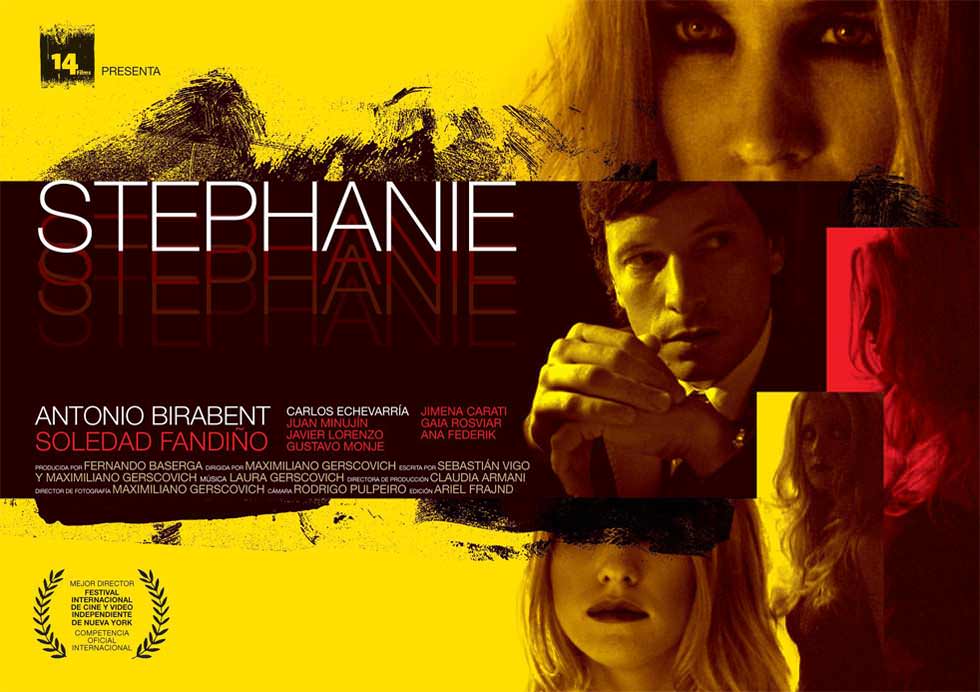 14 films
PRESENTA
STEPHANIE
STEPHANIE
STEPHANIE
STEPHANIE
ANTONIO BIRABENT
SOLEDAD FANDIÑO
CARLOS ECHEVARRÍA
JUAN MINUJÍN
JAVIER LORENZO
GUSTAVO MONJE
JIMENA CARATI
GAIA ROSVIAR
ANA FEDERIK
PRODUCIDA POR FERNANDO BASERGA DIRIGIDA POR MAXIMILIANO GERSCOVICH ESCRITA POR SEBASTIÁN VIGO
Y MAXIMILIANO GERSCOVICH MÚSICA LAURA GERSCOVICH DIRECTORA DE PRODUCCIÓN CLAUDIA ARMANI
DIRECTOR DE FOTOGRAFÍA MAXIMILIANO GERSCOVICH CÁMARA RODRIGO PULPEIRO EDICIÓN ARIEL FRAJND
MEJOR DIRECTOR
FESTIVAL
INTERNACIONAL
DE CINE Y VIDEO
INDEPENDIENTE
DE NUEVA YORK
COMPETENCIA
OFICIAL
INTERNACIONAL